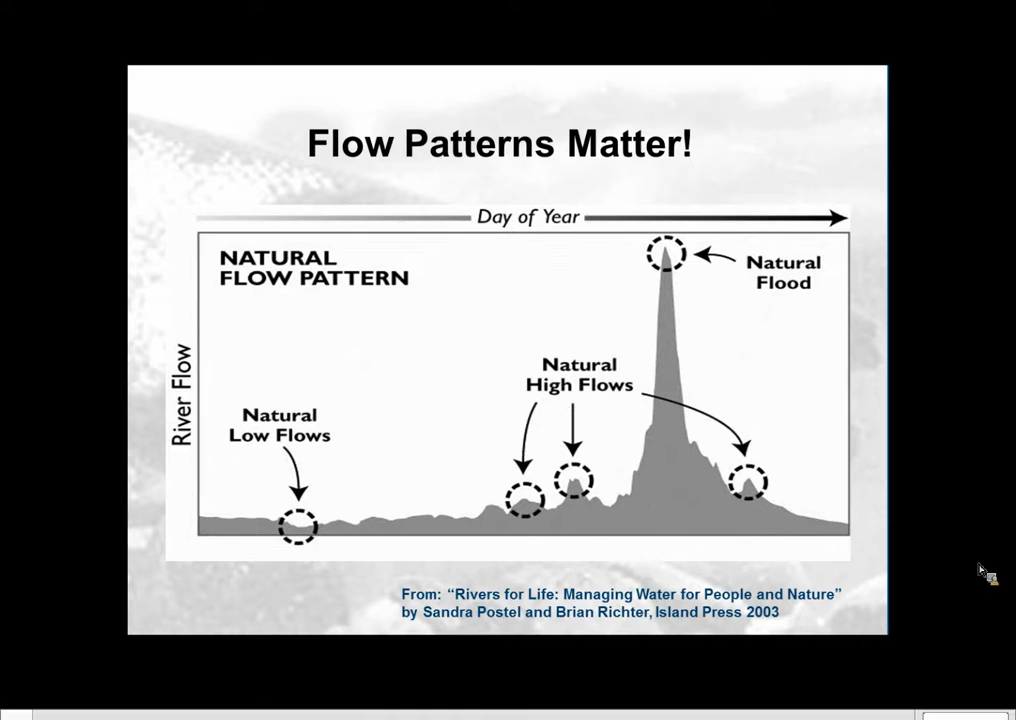 Flow Patterns Matter!
Day of Year
NATURAL
FLOW PATTERN
Natural
Flood
Natural
High Flows
Natural
Low Flows
River Flow
From: “Rivers for Life: Managing Water for People and Nature”
by Sandra Postel and Brian Richter, Island Press 2003